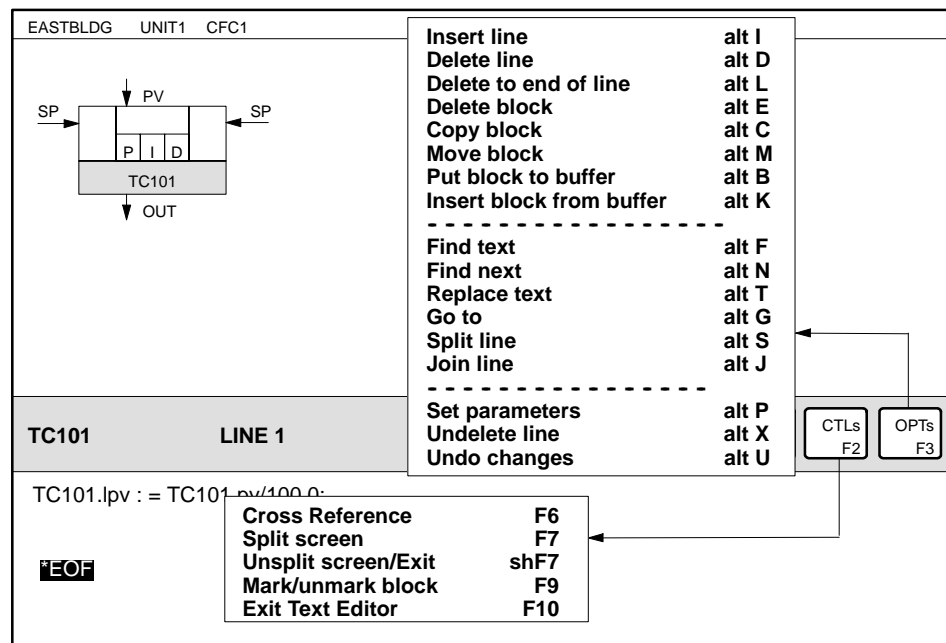 EASTBLDG UNIT1 CFC1
PV
SP SP
P I D
TC101
OUT
Insert line alt I
Delete line alt D
Delete to end of line alt L
Delete block alt E
Copy block alt C
Move block alt M
Put block to buffer alt B
Insert block from buffer alt K
- - - - - - - - - - - - - - - - -
Find text alt F
Find next alt N
Replace text alt T
Go to alt G
Split line alt S
Join line alt J
- - - - - - - - - - - - - - - -
Set parameters alt P
Undelete line alt X
Undo changes alt U
TC101 LINE 1
CTLs F2
OPTs F3
TC101.lpv : = TC101.pv/100.0;
Cross Reference F6
Split screen F7
Unsplit screen/Exit shF7
Mark/unmark block F9
Exit Text Editor F10
*EOF